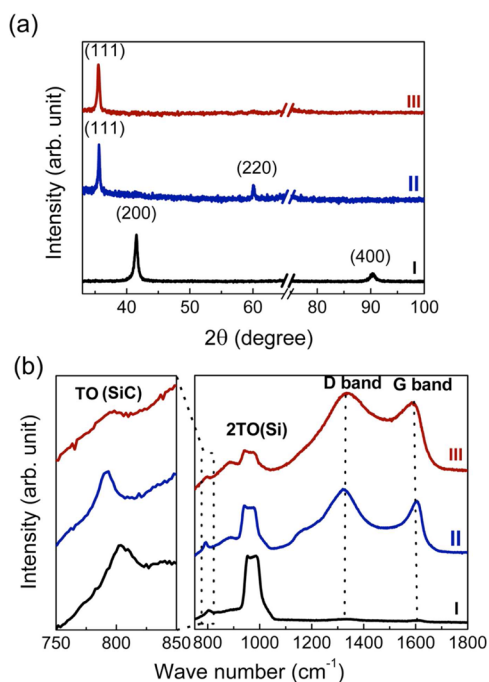 (a)
(111)
III
(111)
(220)
II
(200)
(400)
I
Intensity (arb. unit)
40 50 60 80 90 100
2θ (degree)
(b)
TO (SiC)
D band G band
2TO(Si)
III
II
I
Intensity (arb. unit)
750 800 850 800 1000 1200 1400 1600 1800
Wave number (cm⁻¹)